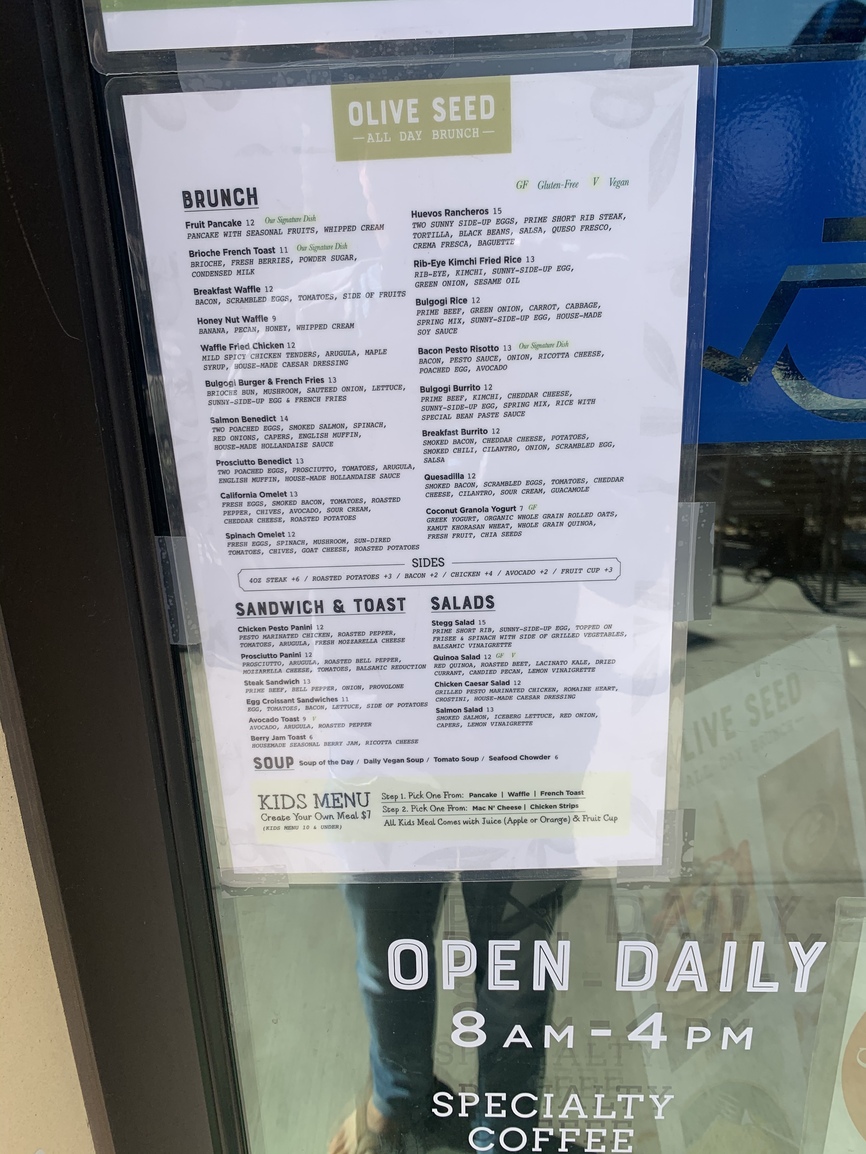 OLIVE SEED
—ALL DAY BRUNCH—
GF Gluten-Free V Vegan
BRUNCH
Fruit Pancake 12 Our Signature Dish
PANCAKE WITH SEASONAL FRUITS, WHIPPED CREAM
Brioche French Toast 11 Our Signature Dish
BRIOCHE, FRESH BERRIES, POWDER SUGAR,
CONDENSED MILK
Breakfast Waffle 12
BACON, SCRAMBLED EGGS, TOMATOES, SIDE OF FRUITS
Honey Nut Waffle 9
BANANA, PECAN, HONEY, WHIPPED CREAM
Waffle Fried Chicken 12
MILD SPICY CHICKEN TENDERS, ARUGULA, MAPLE
SYRUP, HOUSE-MADE CAESAR DRESSING
Bulgogi Burger & French Fries 13
BRIOCHE BUN, MUSHROOM, SAUTEED ONION, LETTUCE,
SUNNY-SIDE-UP EGG & FRENCH FRIES
Salmon Benedict 14
TWO POACHED EGGS, SMOKED SALMON, SPINACH,
RED ONIONS, CAPERS, ENGLISH MUFFIN,
HOUSE-MADE HOLLANDAISE SAUCE
Prosciutto Benedict 13
TWO POACHED EGGS, PROSCIUTTO, TOMATOES, ARUGULA,
ENGLISH MUFFIN, HOUSE-MADE HOLLANDAISE SAUCE
California Omelet 13
FRESH EGGS, SMOKED BACON, TOMATOES, ROASTED
PEPPER, CHIVES, AVOCADO, SOUR CREAM,
CHEDDAR CHEESE, ROASTED POTATOES
Spinach Omelet 12
FRESH EGGS, SPINACH, MUSHROOM, SUN-DIRED
TOMATOES, CHIVES, GOAT CHEESE, ROASTED POTATOES
Huevos Rancheros 15
TWO SUNNY SIDE-UP EGGS, PRIME SHORT RIB STEAK,
TORTILLA, BLACK BEANS, SALSA, QUESO FRESCO,
CREMA FRESCA, BAGUETTE
Rib-Eye Kimchi Fried Rice 13
RIB-EYE, KIMCHI, SUNNY-SIDE-UP EGG,
GREEN ONION, SESAME OIL
Bulgogi Rice 12
PRIME BEEF, GREEN ONION, CARROT, CABBAGE,
SPRING MIX, SUNNY-SIDE-UP EGG, HOUSE-MADE
SOY SAUCE
Bacon Pesto Risotto 13 Our Signature Dish
BACON, PESTO SAUCE, ONION, RICOTTA CHEESE,
POACHED EGG, AVOCADO
Bulgogi Burrito 12
PRIME BEEF, KIMCHI, CHEDDAR CHEESE,
SUNNY-SIDE-UP EGG, SPRING MIX, RICE WITH
SPECIAL BEAN PASTE SAUCE
Breakfast Burrito 12
SMOKED BACON, CHEDDAR CHEESE, POTATOES,
SMOKED CHILI, CILANTRO, ONION, SCRAMBLED EGG,
SALSA
Quesadilla 12
SMOKED BACON, SCRAMBLED EGGS, TOMATOES, CHEDDAR
CHEESE, CILANTRO, SOUR CREAM, GUACAMOLE
Coconut Granola Yogurt 7 GF
GREEK YOGURT, ORGANIC WHOLE GRAIN ROLLED OATS,
KAMUT KHORASAN WHEAT, WHOLE GRAIN QUINOA,
FRESH FRUIT, CHIA SEEDS
SIDES
4OZ STEAK +6 / ROASTED POTATOES +3 / BACON +2 / CHICKEN +4 / AVOCADO +2 / FRUIT CUP +3
SANDWICH & TOAST
Chicken Pesto Panini 12
PESTO MARINATED CHICKEN, ROASTED PEPPER,
TOMATOES, ARUGULA, FRESH MOZZARELLA CHEESE
Prosciutto Panini 12
PROSCIUTTO, ARUGULA, ROASTED BELL PEPPER,
MOZZARELLA CHEESE, TOMATOES, BALSAMIC REDUCTION
Steak Sandwich 13
PRIME BEEF, BELL PEPPER, ONION, PROVOLONE
Egg Croissant Sandwiches 11
EGG, TOMATOES, BACON, LETTUCE, SIDE OF POTATOES
Avocado Toast 9 V
AVOCADO, ARUGULA, ROASTED PEPPER
Berry Jam Toast 6
HOUSEMADE SEASONAL BERRY JAM, RICOTTA CHEESE
SALADS
Stegg Salad 15
PRIME SHORT RIB, SUNNY-SIDE-UP EGG, TOPPED ON
FRISEE & SPINACH WITH SIDE OF GRILLED VEGETABLES,
BALSAMIC VINAIGRETTE
Quinoa Salad 12 GF V
RED QUINOA, ROASTED BEET, LACINATO KALE, DRIED
CURRANT, CANDIED PECAN, LEMON VINAIGRETTE
Chicken Caesar Salad 12
GRILLED PESTO MARINATED CHICKEN, ROMAINE HEART,
CROSTINI, HOUSE-MADE CAESAR DRESSING
Salmon Salad 13
SMOKED SALMON, ICEBERG LETTUCE, RED ONION,
CAPERS, LEMON VINAIGRETTE
SOUP Soup of the Day / Daily Vegan Soup / Tomato Soup / Seafood Chowder 6
KIDS MENU
Create Your Own Meal $7
(KIDS MENU 10 & UNDER)
Step 1. Pick One From: Pancake | Waffle | French Toast
Step 2. Pick One From: Mac N' Cheese | Chicken Strips
All Kids Meal Comes with Juice (Apple or Orange) & Fruit Cup
OPEN DAILY
8 AM - 4 PM
SPECIALTY
COFFEE